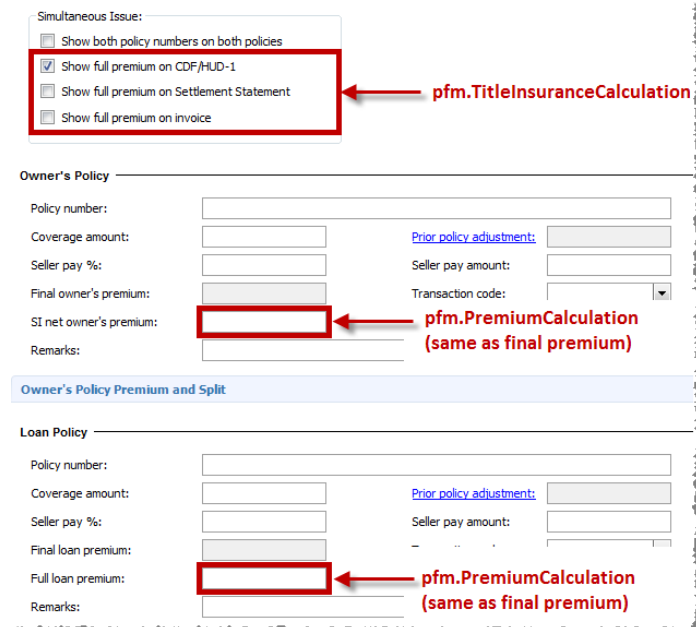 Simultaneous Issue:
Show both policy numbers on both policies
Show full premium on CDF/HUD-1
Show full premium on Settlement Statement
pfm.TitleInsuranceCalculation
Show full premium on invoice
Owner's Policy
Policy number:
Coverage amount:
Prior policy adjustment:
Seller pay %:
Seller pay amount:
Final owner's premium:
Transaction code:
SI net owner's premium:
pfm.PremiumCalculation
(same as final premium)
Remarks:
Owner's Policy Premium and Split
Loan Policy
Policy number:
Coverage amount:
Prior policy adjustment:
Seller pay %:
Seller pay amount:
Final loan premium:
Full loan premium:
pfm.PremiumCalculation
(same as final premium)
Remarks: